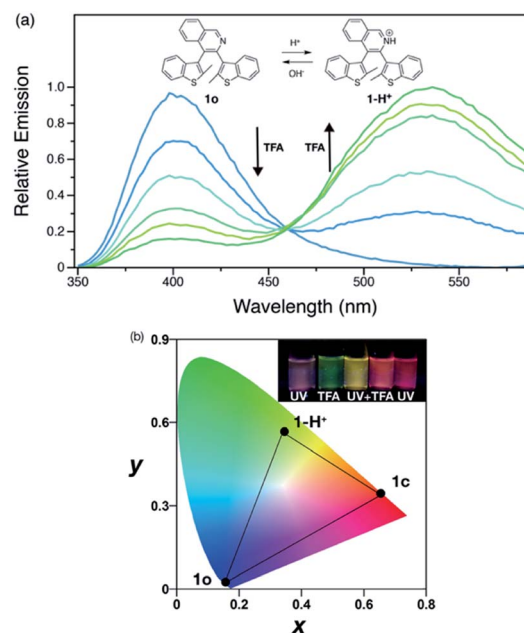 (a)
N
H+
OH-
NH
S
S
S
S
1o
1-H+
TFA
TFA
Relative Emission
1.0
0.8
0.6
0.4
0.2
0
350
400
450
500
550
Wavelength (nm)
(b)
0.9
0.6
0.3
0
y
UV TFA UV+TFA UV
1-H+
1c
1o
0
0.2
0.4
0.6
0.8
x